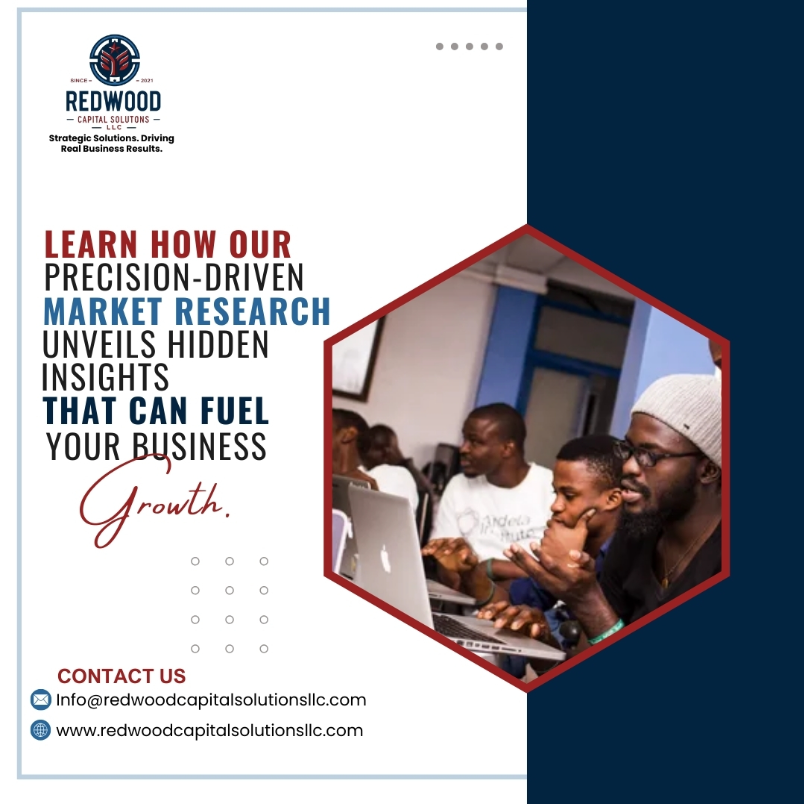 SINCE - - 2021
REDWOOD
CAPITAL SOLUTONS
LLC
Strategic Solutions. Driving
Real Business Results.
LEARN HOW OUR
PRECISION-DRIVEN
MARKET RESEARCH
UNVEILS HIDDEN
INSIGHTS
THAT CAN FUEL
YOUR BUSINESS
Growth.
CONTACT US
Info@redwoodcapitalsolutionsllc.com
www.redwoodcapitalsolutionsllc.com